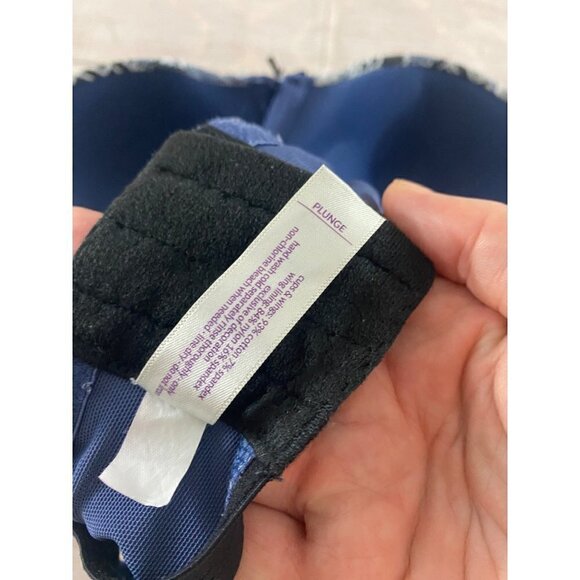 PLUNGE
cups & wings: 93% cotton 7% spandex
wing lining: 84% nylon 16% spandex
exclusive of decoration
hand wash cold separately · rinse thoroughly · only
non-chlorine bleach when needed · line dry · do not iron